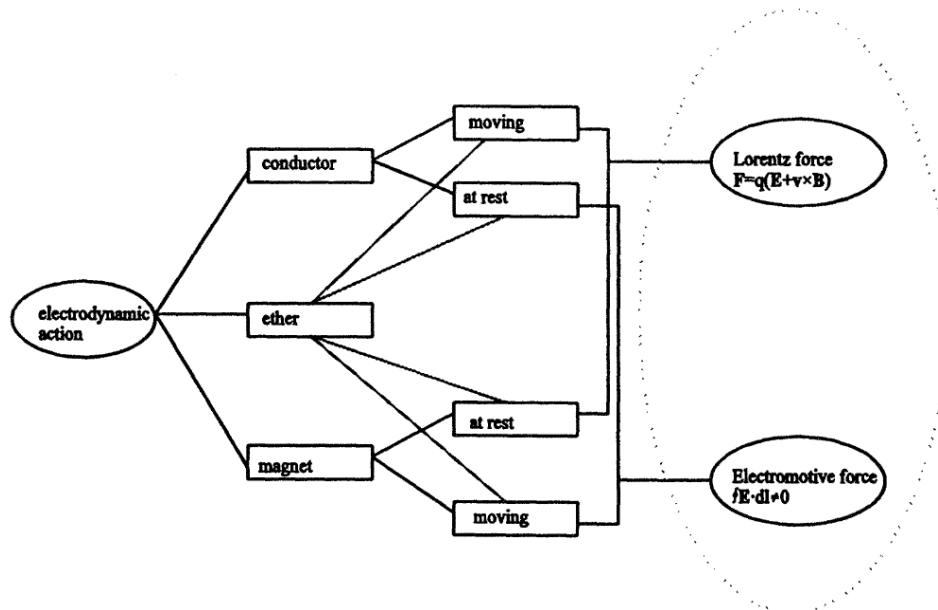 moving
conductor
Lorentz force
F=q(E+v×B)
at rest
electrodynamic
action
ether
at rest
magnet
Electromotive force
∮E·dl≠0
moving